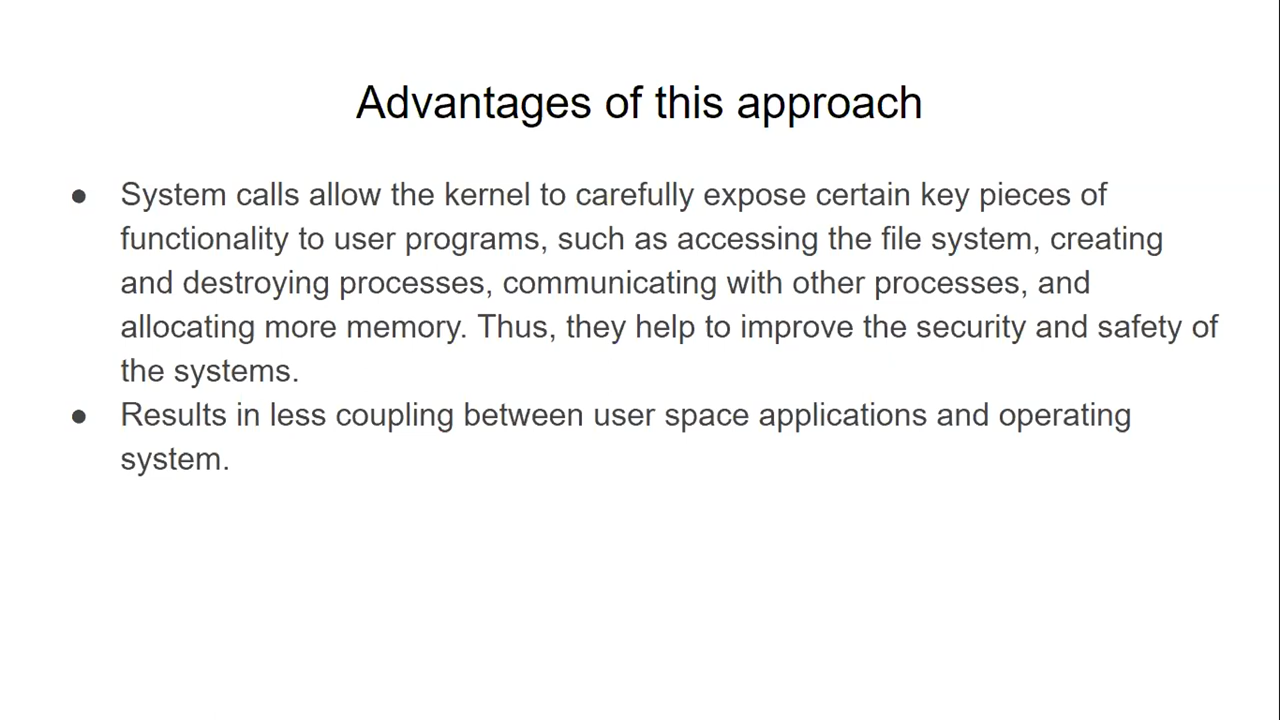 Advantages of this approach
● System calls allow the kernel to carefully expose certain key pieces of
functionality to user programs, such as accessing the file system, creating
and destroying processes, communicating with other processes, and
allocating more memory. Thus, they help to improve the security and safety of
the systems.
● Results in less coupling between user space applications and operating
system.